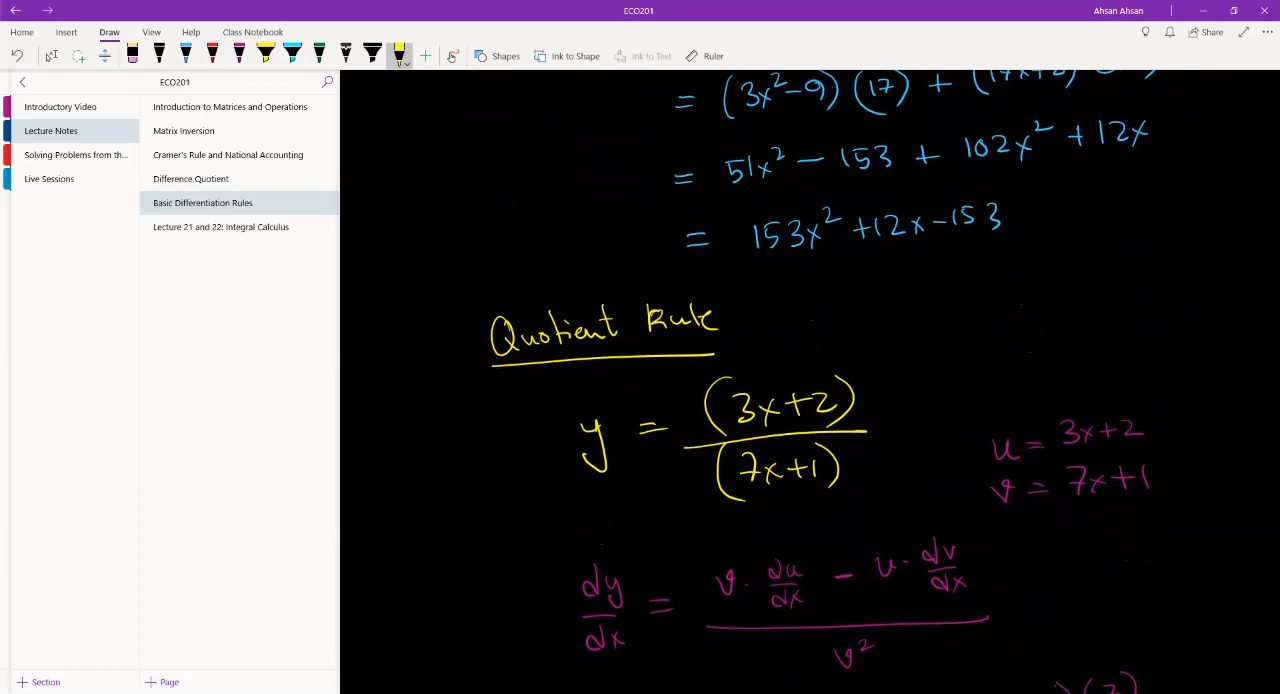 ECO201
Ahsan Ahsan
Home Insert Draw View Help Class Notebook
Share
Shapes Ink to Shape Ink to Text Ruler
ECO201
Introductory Video
Lecture Notes
Solving Problems from th...
Live Sessions
Introduction to Matrices and Operations
Matrix Inversion
Cramer's Rule and National Accounting
Difference Quotient
Basic Differentiation Rules
Lecture 21 and 22: Integral Calculus
= (3x²-9) (17) +
= 51x² - 153 + 102x² + 12x
= 153x² + 12x - 153
Quotient Rule
y = (3x+2)/(7x+1)
u = 3x+2
v = 7x+1
dy/dx = (v · du/dx - u · dv/dx)/v²
+ Section
+ Page